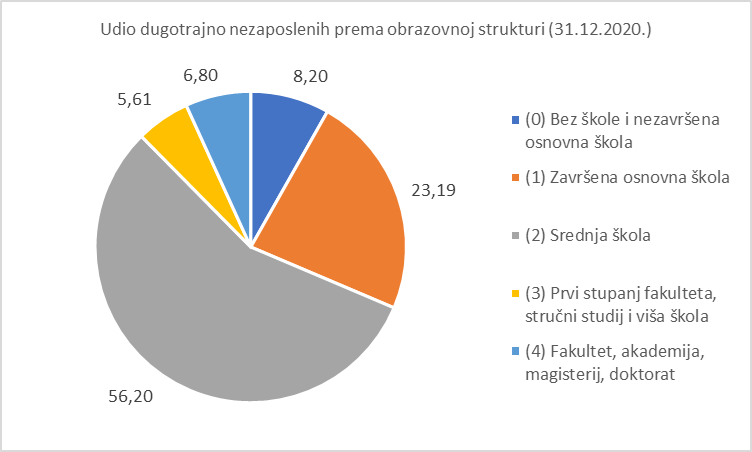 Udio dugotrajno nezaposlenih prema obrazovnoj strukturi (31.12.2020.)
6,80
8,20
5,61
23,19
56,20
(0) Bez škole i nezavršena
osnovna škola
(1) Završena osnovna škola
(2) Srednja škola
(3) Prvi stupanj fakulteta,
stručni studij i viša škola
(4) Fakultet, akademija,
magisterij, doktorat